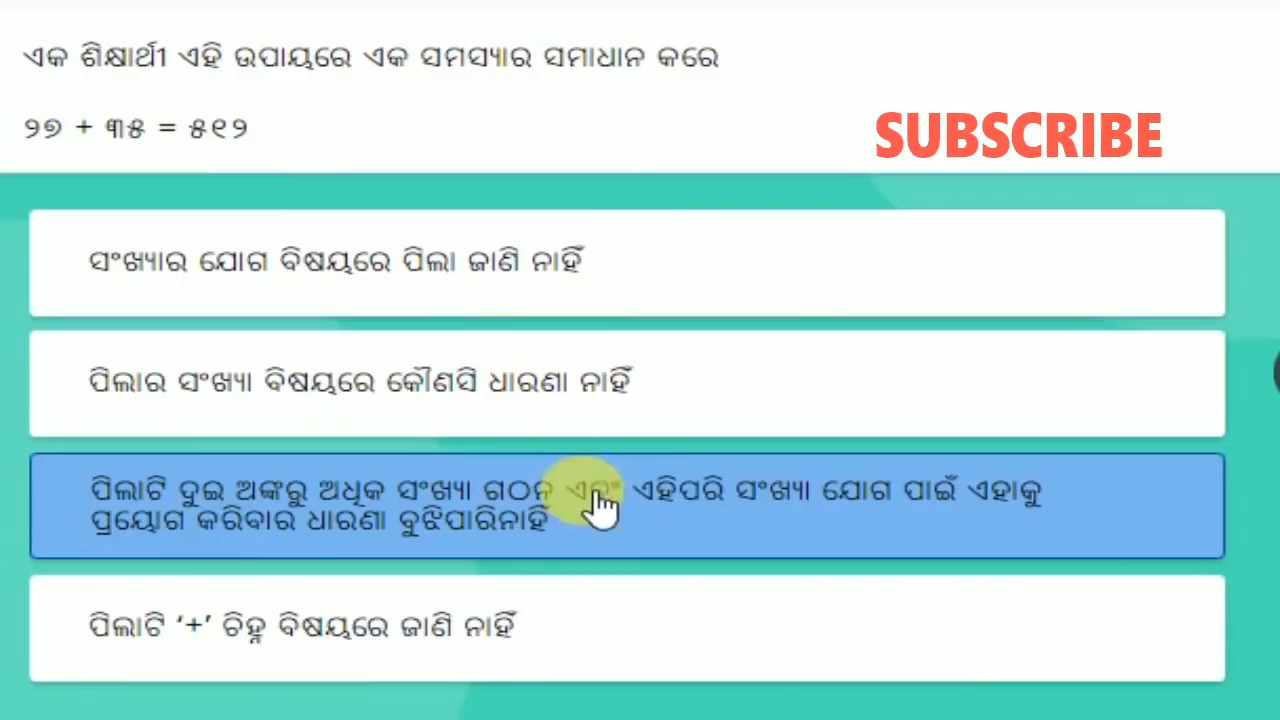 ଏକ ଶିକ୍ଷାର୍ଥୀ ଏହି ଉପାୟରେ ଏକ ସମସ୍ୟାର ସମାଧାନ କରେ
୨୭ + ୩୫ = ୫୧୨
SUBSCRIBE
ସଂଖ୍ୟାର ଯୋଗ ବିଷୟରେ ପିଲା ଜାଣି ନାହିଁ
ପିଲାର ସଂଖ୍ୟା ବିଷୟରେ କୌଣସି ଧାରଣା ନାହିଁ
ପିଲାଟି ଦୁଇ ଅଙ୍କରୁ ଅଧିକ ସଂଖ୍ୟା ଗଠନ ଏବଂ ଏହିପରି ସଂଖ୍ୟା ଯୋଗ ପାଇଁ ଏହାକୁ
ପ୍ରୟୋଗ କରିବାର ଧାରଣା ବୁଝିପାରିନାହିଁ
ପିଲାଟି ‘+’ ଚିହ୍ନ ବିଷୟରେ ଜାଣି ନାହିଁ